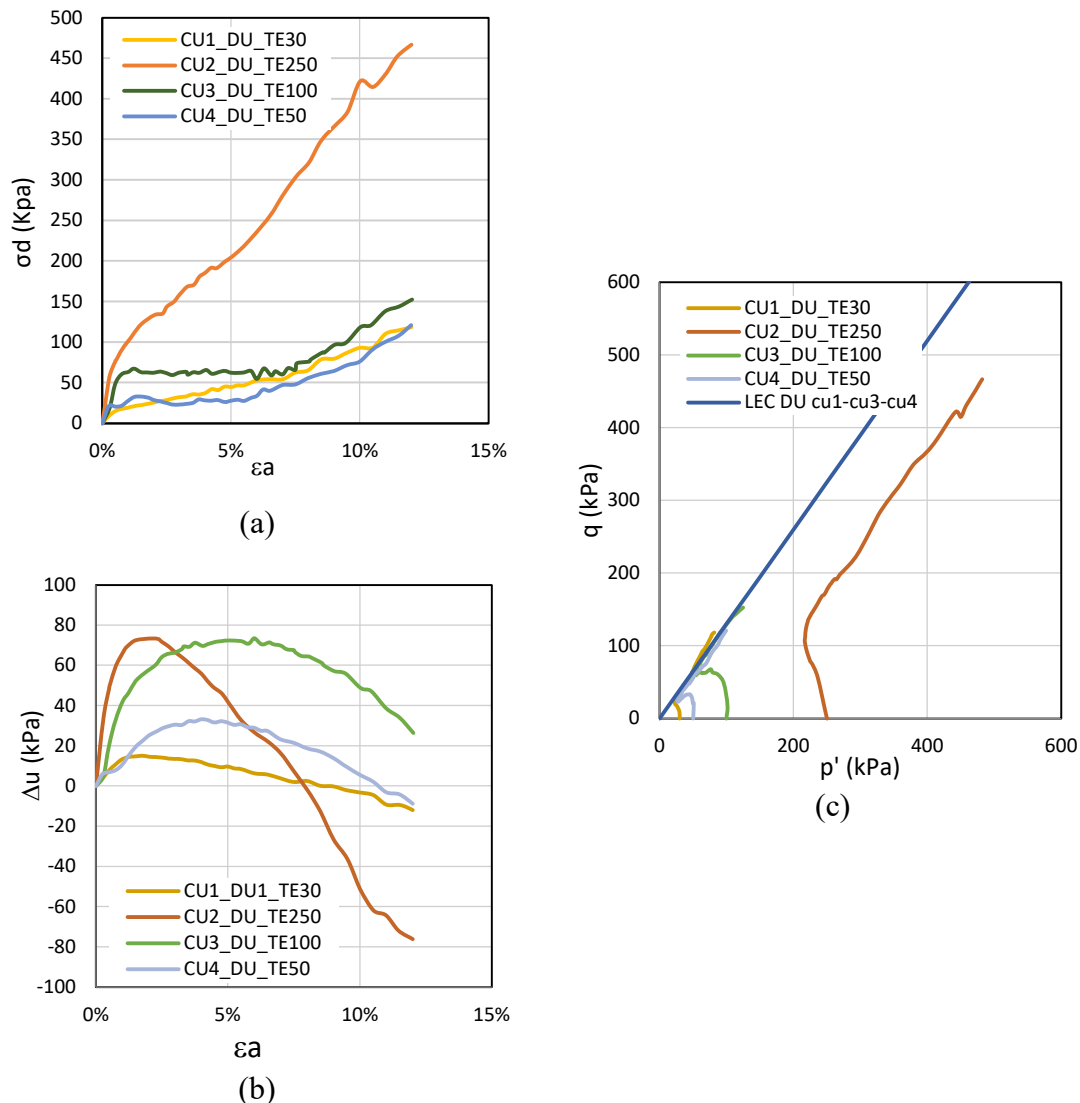 500
450
400
350
300
250
200
150
100
50
0
σd (Kpa)
CU1_DU_TE30
CU2_DU_TE250
CU3_DU_TE100
CU4_DU_TE50
0% 5% 10% 15%
εa
(a)
100
80
60
40
20
0
-20
-40
-60
-80
-100
Δu (kPa)
CU1_DU1_TE30
CU2_DU_TE250
CU3_DU_TE100
CU4_DU_TE50
0% 5% 10% 15%
εa
(b)
600
500
400
300
200
100
0
q (kPa)
CU1_DU_TE30
CU2_DU_TE250
CU3_DU_TE100
CU4_DU_TE50
LEC DU cu1-cu3-cu4
0 200 400 600
p' (kPa)
(c)